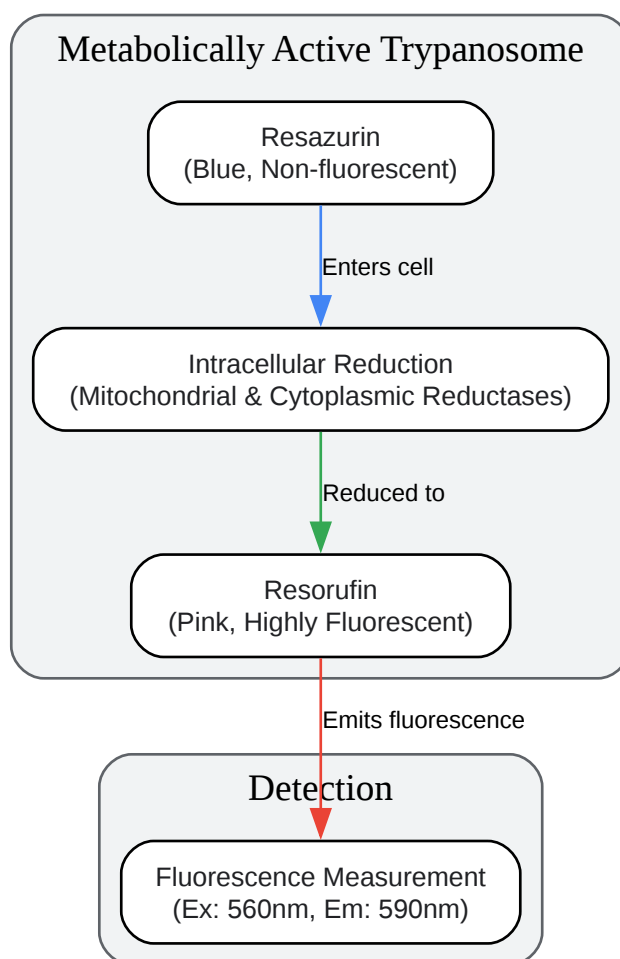 Metabolically Active Trypanosome
Resazurin
(Blue, Non-fluorescent)
Enters cell
Intracellular Reduction
(Mitochondrial & Cytoplasmic Reductases)
Reduced to
Resorufin
(Pink, Highly Fluorescent)
Emits fluorescence
Detection
Fluorescence Measurement
(Ex: 560nm, Em: 590nm)